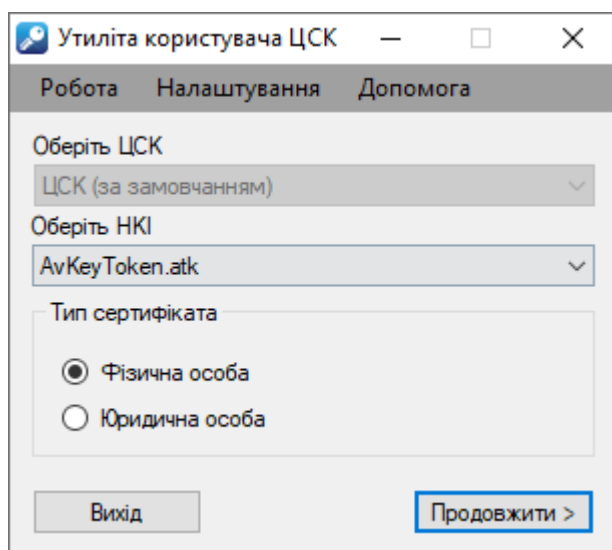 Утиліта користувача ЦСК
Робота Налаштування Допомога
Оберіть ЦСК
ЦСК (за замовчанням)
Оберіть НКІ
AvKeyToken.atk
Тип сертифіката
Фізична особа
Юридична особа
Вихід Продовжити >